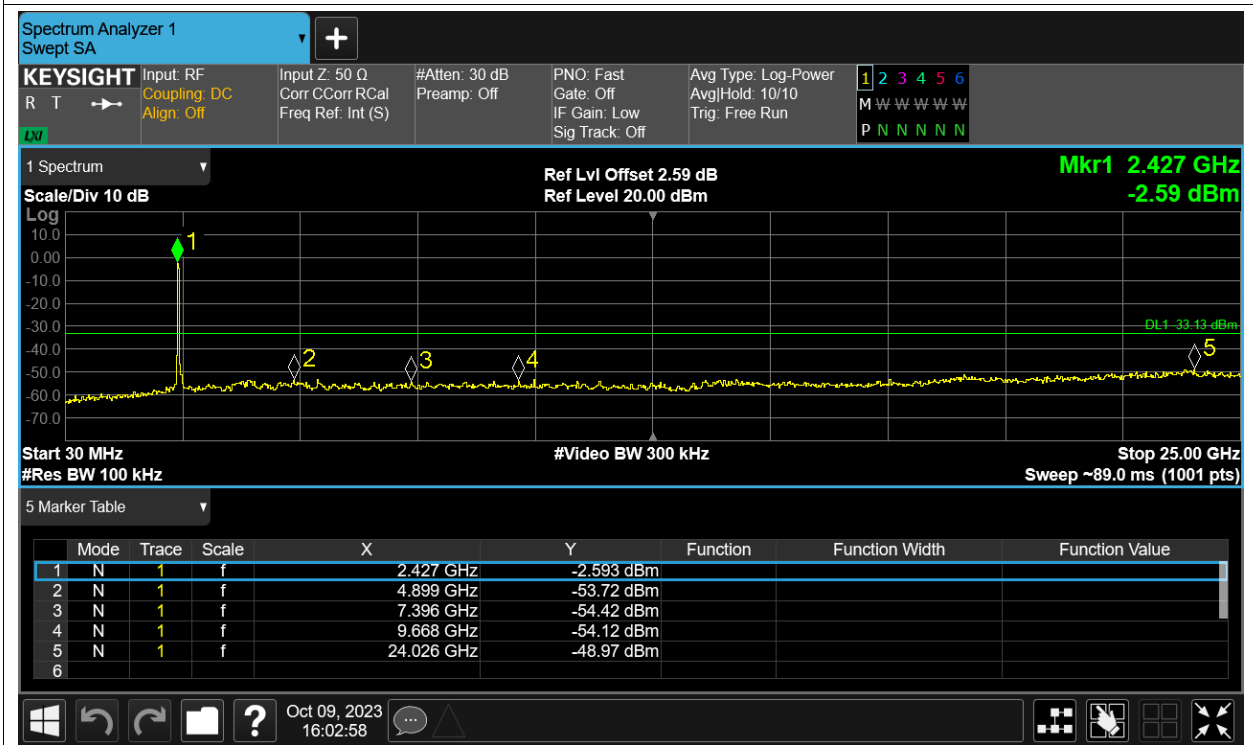 Spectrum Analyzer 1
Swept SA
+
KEYSIGHT
R T
LXI
Input: RF
Coupling: DC
Align: Off
Input Z: 50 Ω
Corr CCorr RCal
Freq Ref: Int (S)
#Atten: 30 dB
Preamp: Off
PNO: Fast
Gate: Off
IF Gain: Low
Sig Track: Off
Avg Type: Log-Power
Avg|Hold: 10/10
Trig: Free Run
1 2 3 4 5 6
M W W W W W
P N N N N N
1 Spectrum
Scale/Div 10 dB
Ref Lvl Offset 2.59 dB
Ref Level 20.00 dBm
Mkr1 2.427 GHz
-2.59 dBm
Log
10.0
0.00
-10.0
-20.0
-30.0
-40.0
-50.0
-60.0
-70.0
1
2
3
4
5
DL1 -33.13 dBm
Start 30 MHz
#Res BW 100 kHz
#Video BW 300 kHz
Stop 25.00 GHz
Sweep ~89.0 ms (1001 pts)
5 Marker Table
Mode Trace Scale X Y Function Function Width Function Value
1 N 1 f 2.427 GHz -2.593 dBm
2 N 1 f 4.899 GHz -53.72 dBm
3 N 1 f 7.396 GHz -54.42 dBm
4 N 1 f 9.668 GHz -54.12 dBm
5 N 1 f 24.026 GHz -48.97 dBm
6
?
Oct 09, 2023
16:02:58